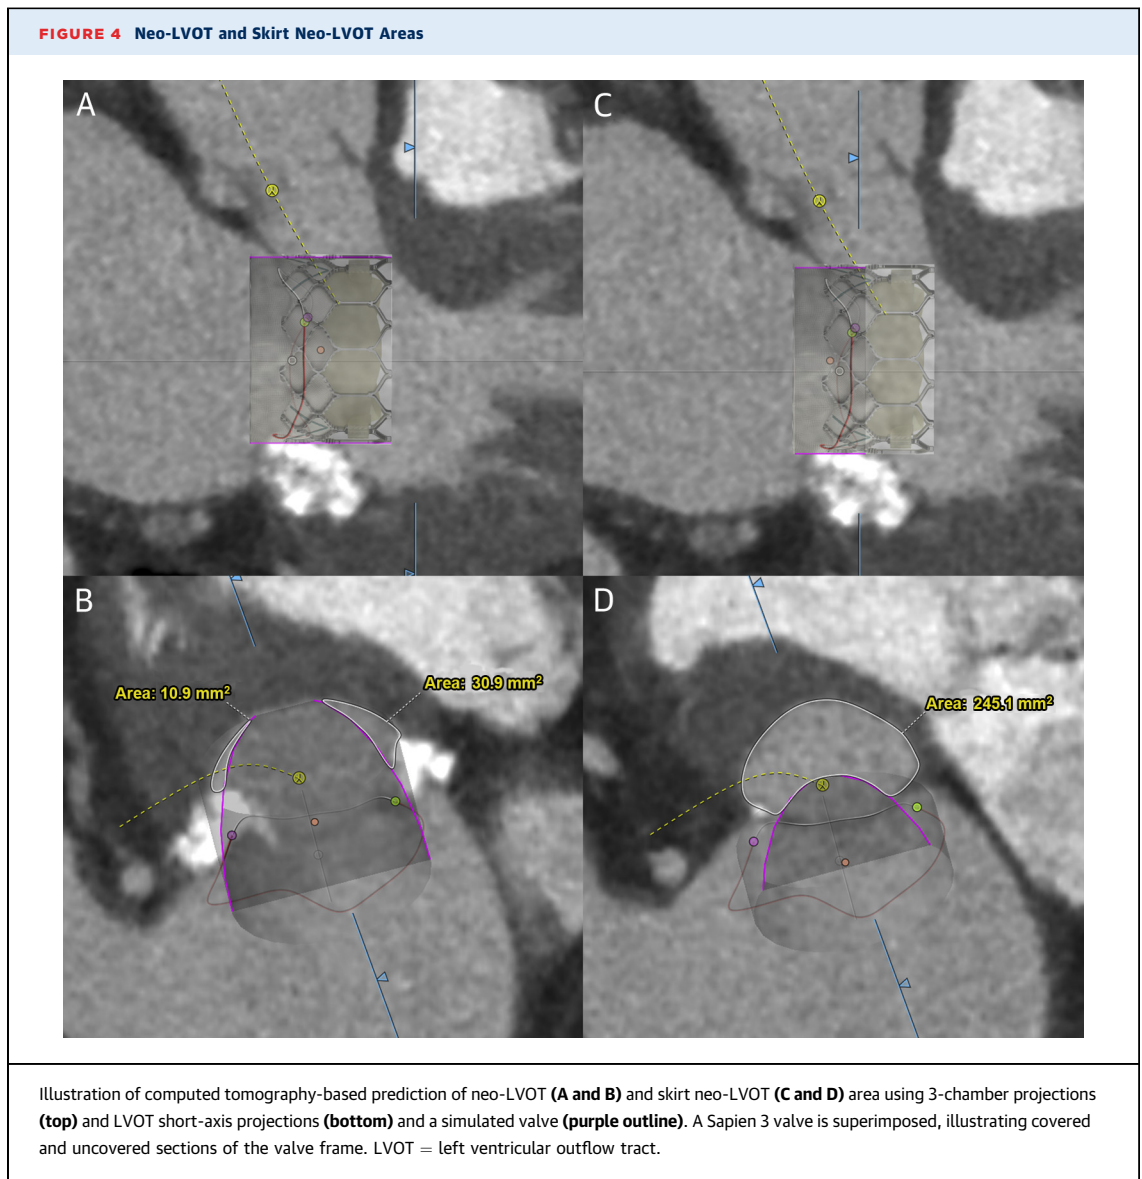 FIGURE 4 Neo-LVOT and Skirt Neo-LVOT Areas
A
C
B
D
Area: 10.9 mm²
Area: 30.9 mm²
Area: 245.1 mm²
Illustration of computed tomography-based prediction of neo-LVOT (A and B) and skirt neo-LVOT (C and D) area using 3-chamber projections
(top) and LVOT short-axis projections (bottom) and a simulated valve (purple outline). A Sapien 3 valve is superimposed, illustrating covered
and uncovered sections of the valve frame. LVOT = left ventricular outflow tract.